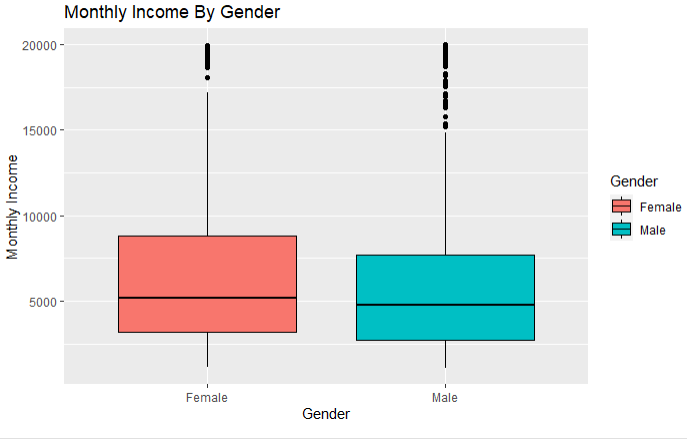 Monthly Income By Gender
20000
15000
10000
5000
Monthly Income
Female
Male
Gender
Gender
Female
Male